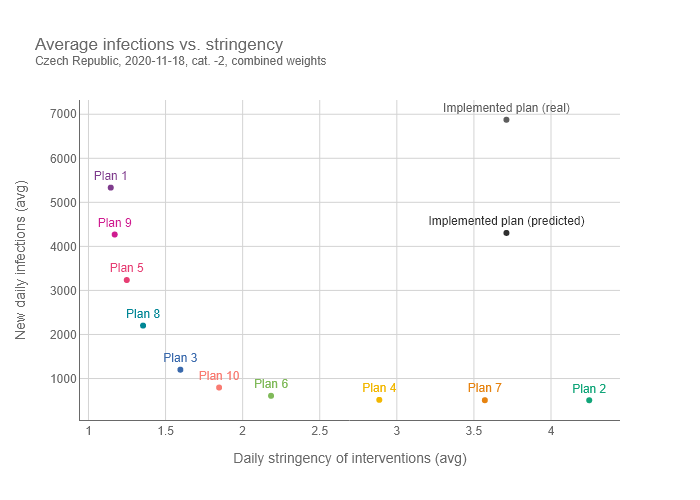 Average infections vs. stringency
Czech Republic, 2020-11-18, cat. -2, combined weights
7000
Implemented plan (real)
6000
Plan 1
5000
Plan 9
Implemented plan (predicted)
4000
Plan 5
3000
Plan 8
2000
Plan 3
Plan 10
1000
Plan 6
Plan 4
Plan 7
Plan 2
1
1.5
2
2.5
3
3.5
4
New daily infections (avg)
Daily stringency of interventions (avg)